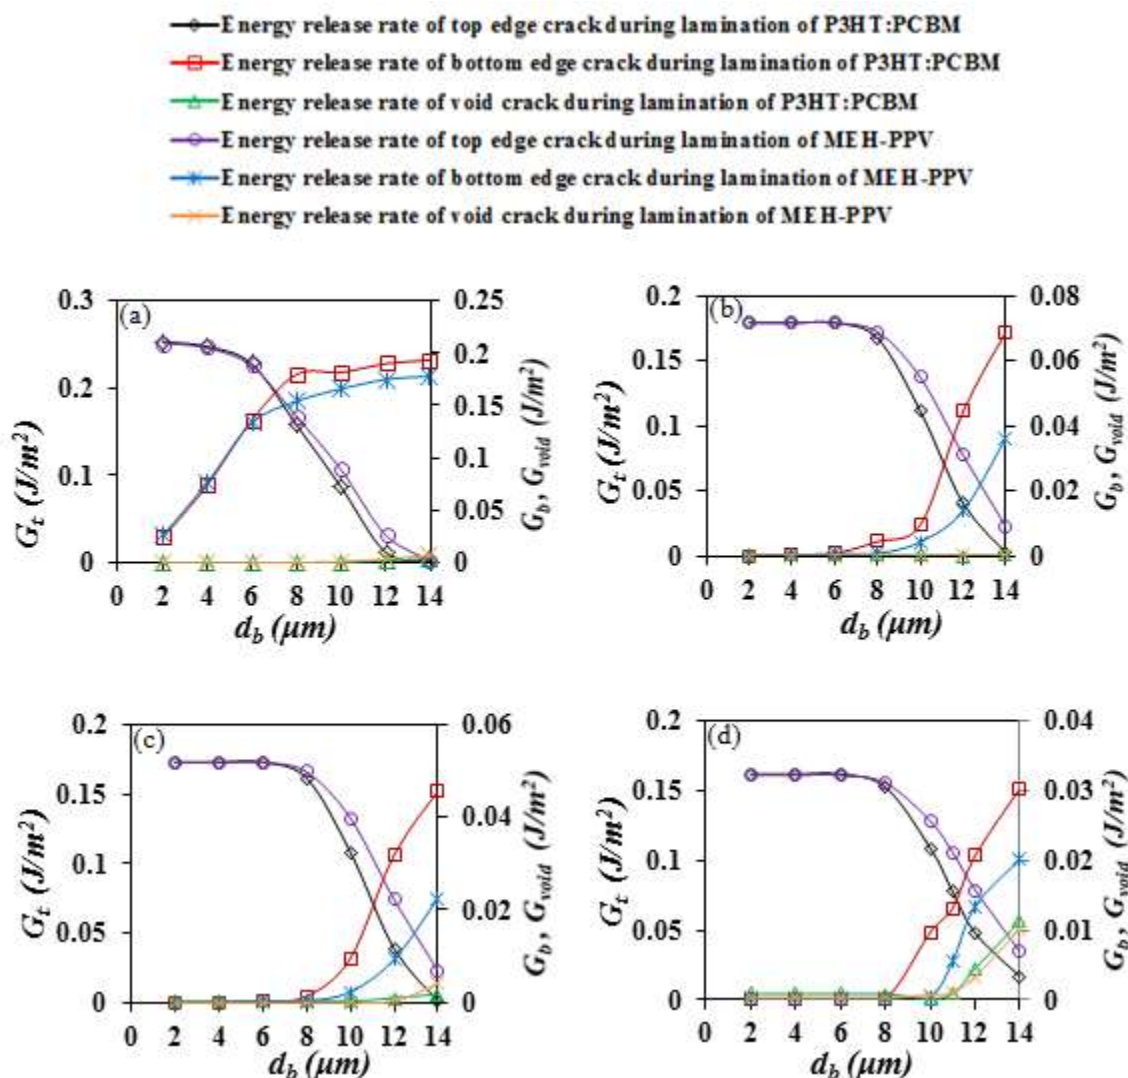 Energy release rate of top edge crack during lamination of P3HT:PCBM
Energy release rate of bottom edge crack during lamination of P3HT:PCBM
Energy release rate of void crack during lamination of P3HT:PCBM
Energy release rate of top edge crack during lamination of MEH-PPV
Energy release rate of bottom edge crack during lamination of MEH-PPV
Energy release rate of void crack during lamination of MEH-PPV
(a)
0.3
0.2
0.1
0
0.25
0.2
0.15
0.1
0.05
0
0 2 4 6 8 10 12 14
G_t (J/m²)
G_b, G_void (J/m²)
d_b (μm)
(b)
0.2
0.15
0.1
0.05
0
0.08
0.06
0.04
0.02
0
0 2 4 6 8 10 12 14
G_t (J/m²)
G_b, G_void (J/m²)
d_b (μm)
(c)
0.2
0.15
0.1
0.05
0
0.06
0.04
0.02
0
0 2 4 6 8 10 12 14
G_t (J/m²)
G_b, G_void (J/m²)
d_b (μm)
(d)
0.2
0.15
0.1
0.05
0
0.04
0.03
0.02
0.01
0
0 2 4 6 8 10 12 14
G_t (J/m²)
G_b, G_void (J/m²)
d_b (μm)